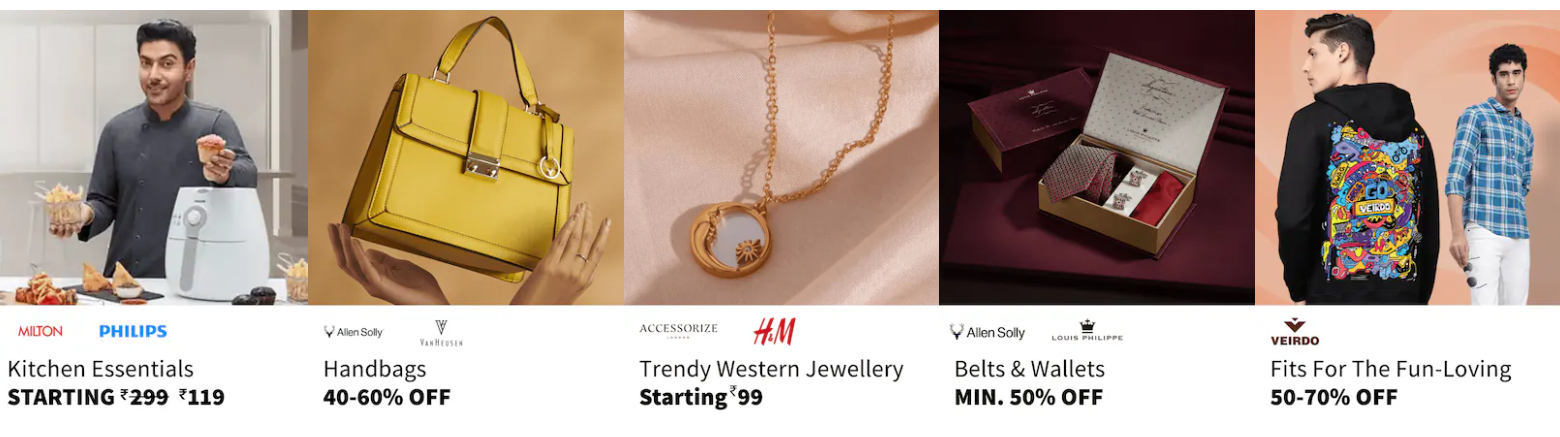 MILTON PHILIPS
Kitchen Essentials
STARTING ₹299 ₹119
Allen Solly VAN HEUSEN
Handbags
40-60% OFF
ACCESSORIZE LONDON H&M
Trendy Western Jewellery
Starting ₹99
Allen Solly LOUIS PHILIPPE
Belts & Wallets
MIN. 50% OFF
GO
VEIRDO
VEIRDO
Fits For The Fun-Loving
50-70% OFF